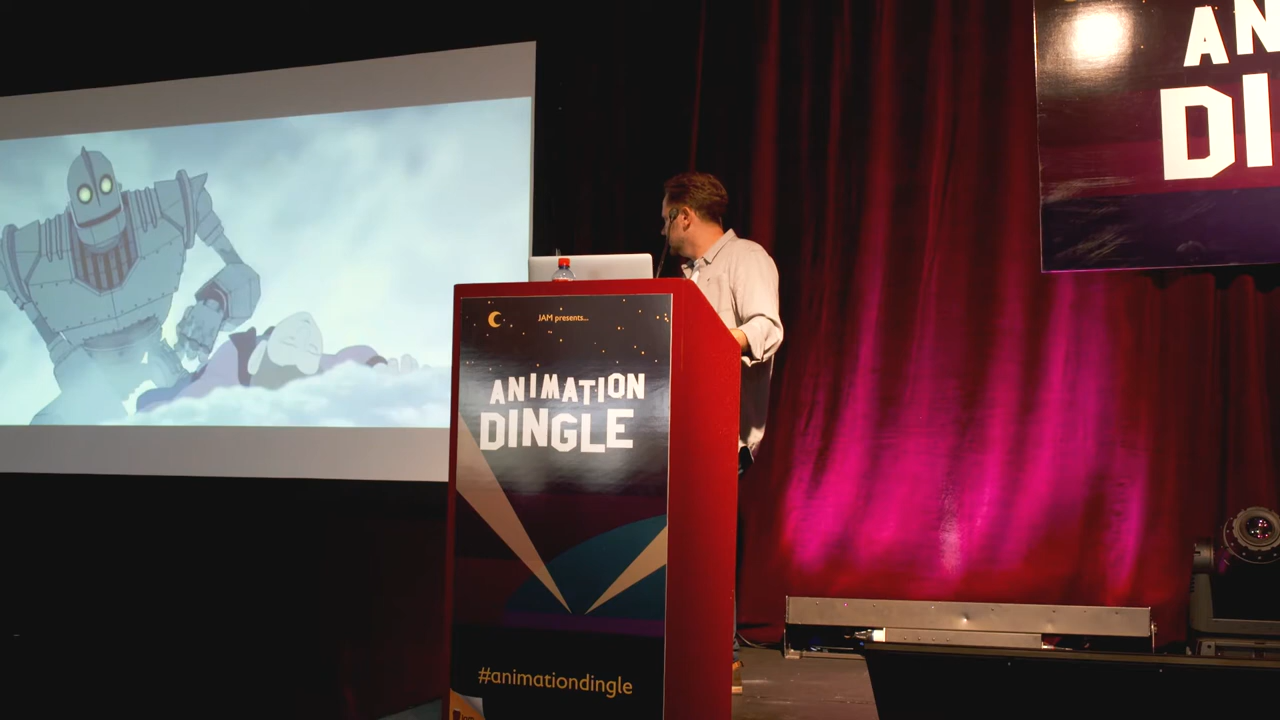 JAM presents...
ANIMATION
DINGLE
#animationdingle
AN
DI